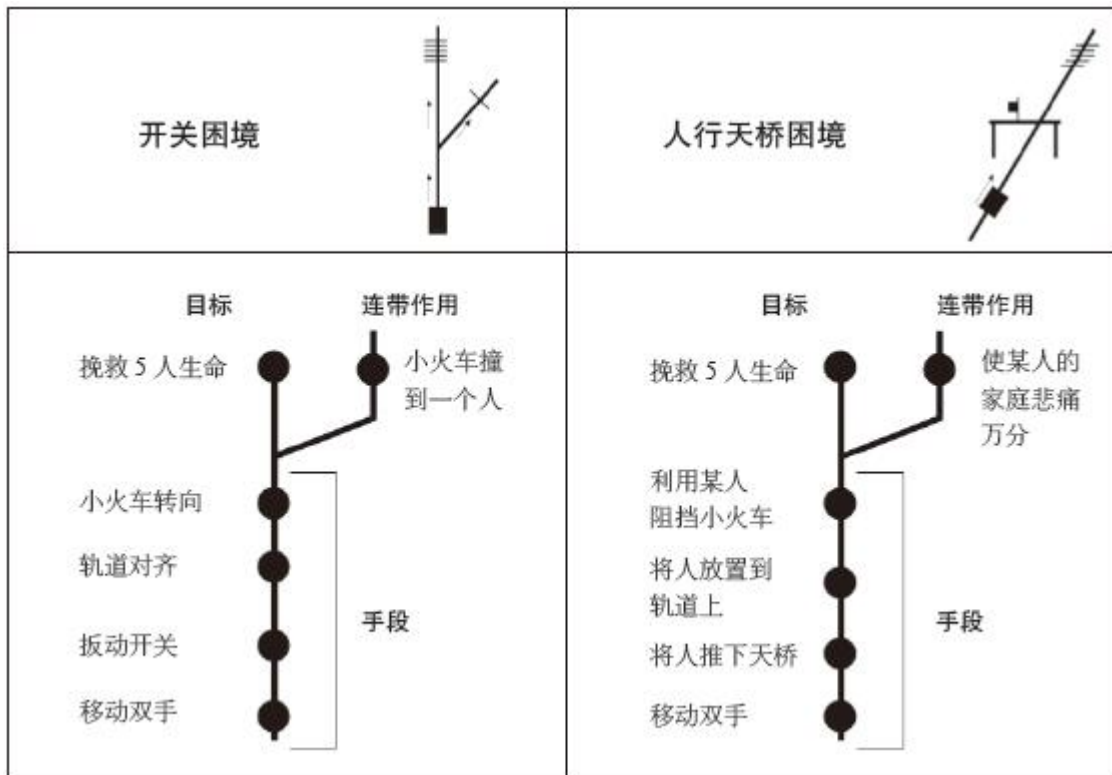 开关困境
人行天桥困境
目标
连带作用
挽救 5 人生命
小火车撞
到一个人
小火车转向
轨道对齐
扳动开关
移动双手
手段
目标
连带作用
挽救 5 人生命
使某人的
家庭悲痛
万分
利用某人
阻挡小火车
将人放置到
轨道上
将人推下天桥
移动双手
手段